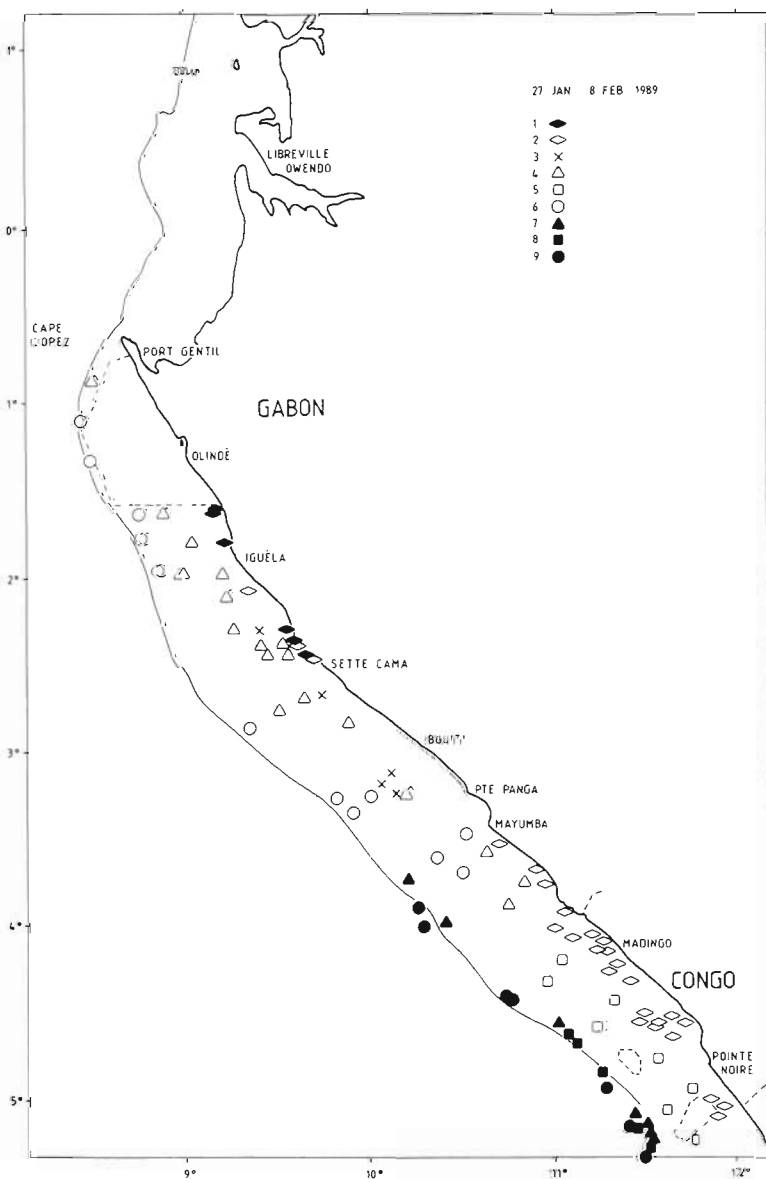 1°
27 JAN 8 FEB 1989
1
2
3
4
5
6
7
8
9
LIBREVILLE
OWENDO
0°
CAPE
PORT GENTIL
GABON
1°
OLINDË
IGUÉLA
2°
SETTE CAMA
3°
PTE PANGA
MAYUMBA
4°
MADINGO
CONGO
POINTE
NOIRE
5°
9°
10°
11°
12°